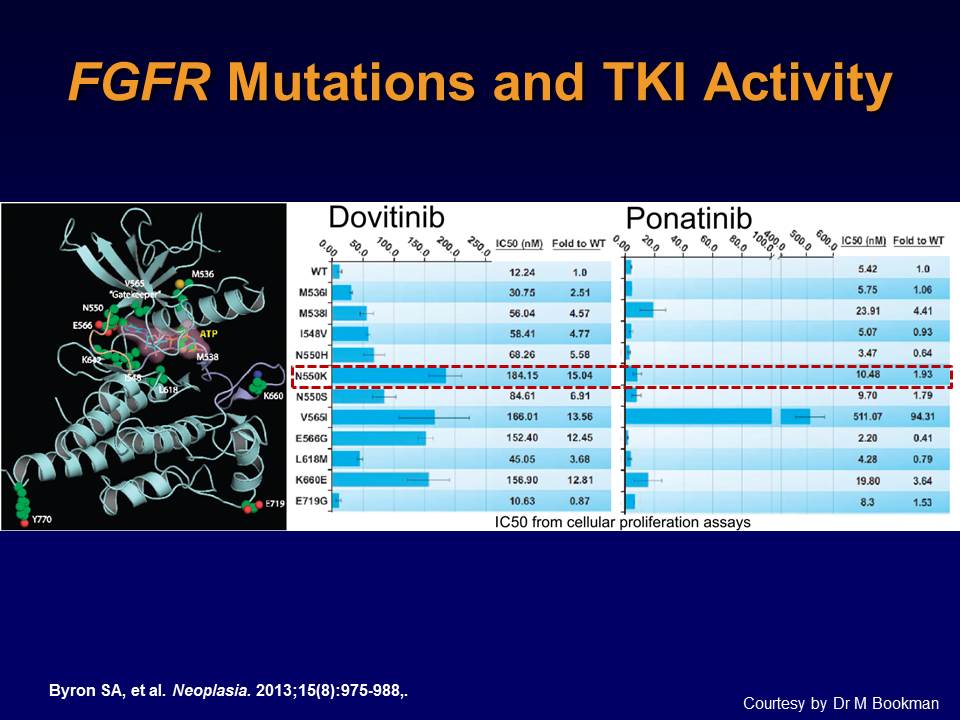 FGFR Mutations and TKI Activity
V565
"Gatekeeper"
M536
N550
E566
ATP
K642
M538
I548
L618
K660
E719
Y770
Dovitinib
0.00 50.0 100.0 150.0 200.0 250.0 IC50 (nM) Fold to WT
WT 12.24 1.0
M536I 30.75 2.51
M538I 56.04 4.57
I548V 58.41 4.77
N550H 68.26 5.58
N550K 184.15 15.04
N550S 84.61 6.91
V565I 166.01 13.56
E566G 152.40 12.45
L618M 45.05 3.68
K660E 156.90 12.81
E719G 10.63 0.87
Ponatinib
0.00 20.0 40.0 60.0 80.0 100.0 400.0 500.0 600.0 IC50 (nM) Fold to WT
5.42 1.0
5.75 1.06
23.91 4.41
5.07 0.93
3.47 0.64
10.48 1.93
9.70 1.79
511.07 94.31
2.20 0.41
4.28 0.79
19.80 3.64
8.3 1.53
IC50 from cellular proliferation assays
Byron SA, et al. Neoplasia. 2013;15(8):975-988,.
Courtesy by Dr M Bookman